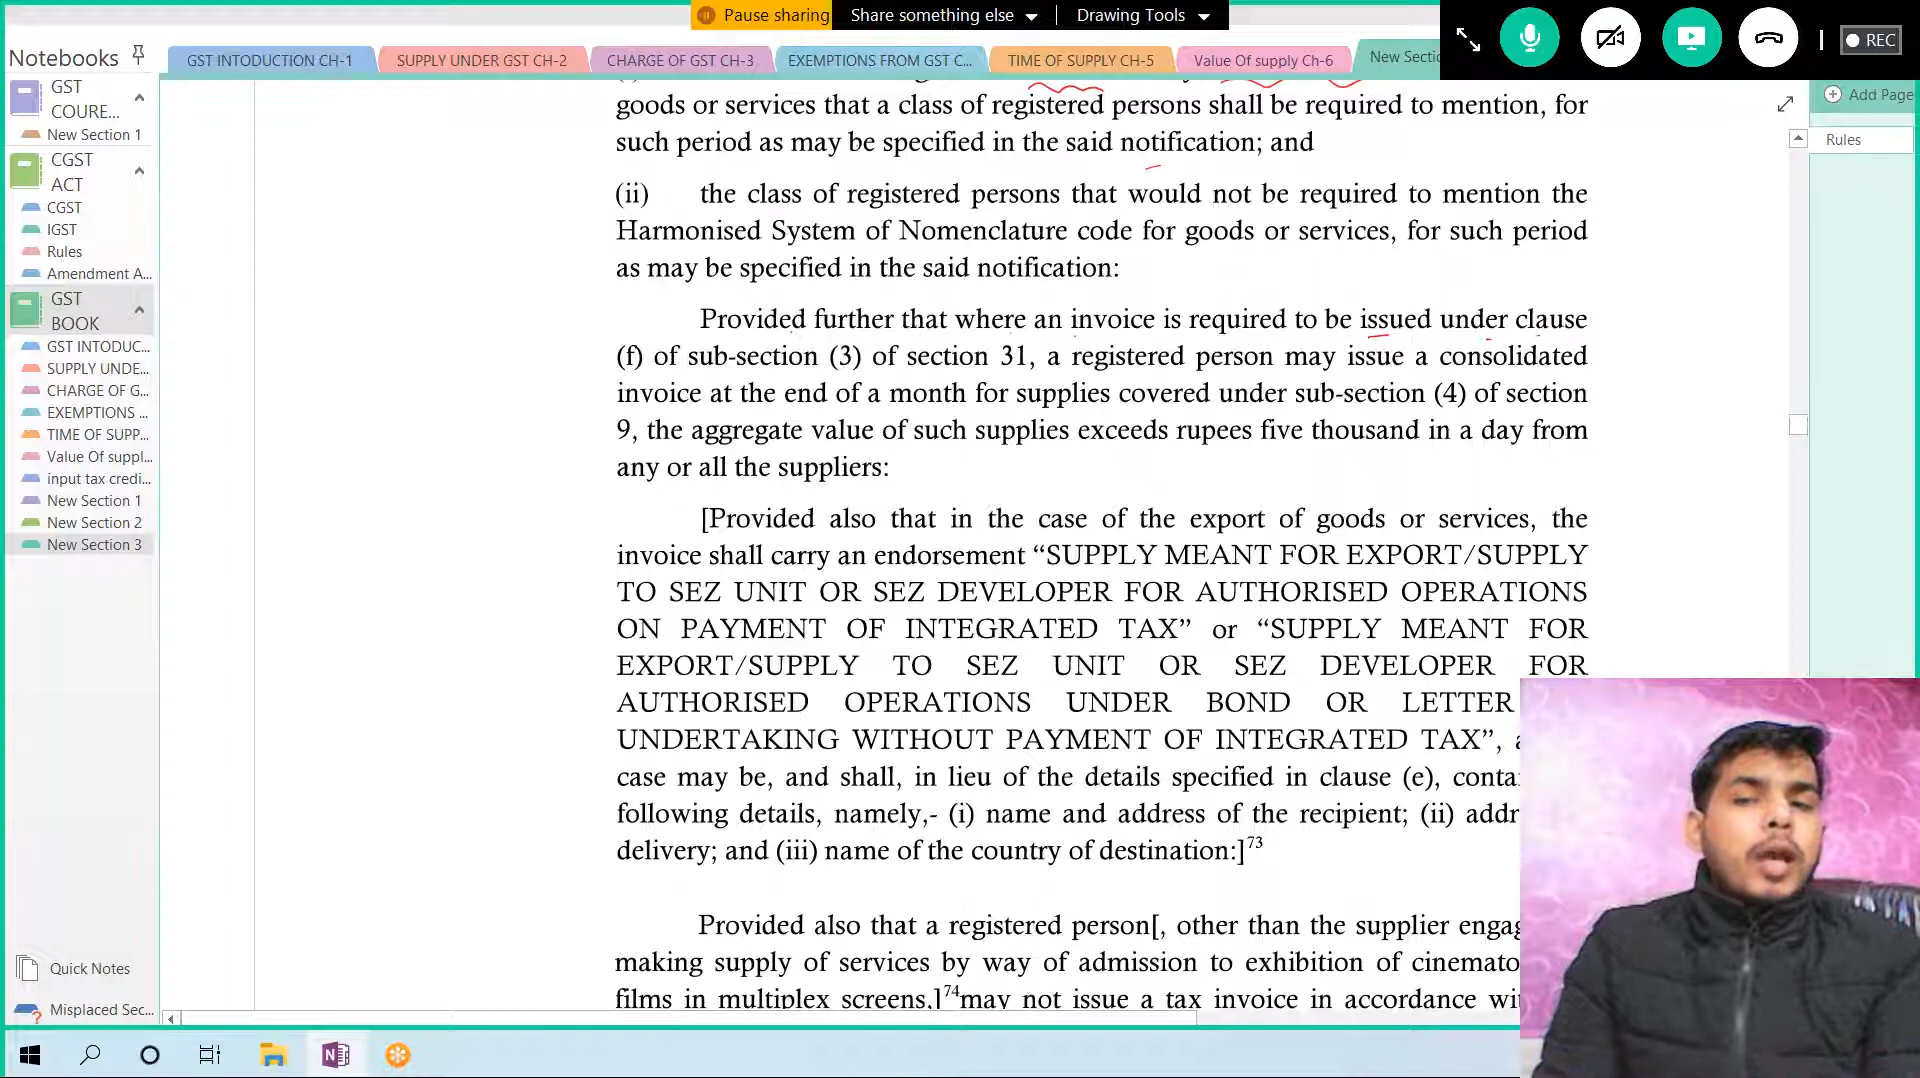 Pause sharing
Share something else
Drawing Tools
REC
Notebooks
GST INTODUCTION CH-1
SUPPLY UNDER GST CH-2
CHARGE OF GST CH-3
EXEMPTIONS FROM GST C...
TIME OF SUPPLY CH-5
Value Of supply Ch-6
Add Page
Rules
GST
COURE...
New Section 1
CGST
ACT
CGST
IGST
Rules
Amendment A...
GST
BOOK
GST INTODUC...
SUPPLY UNDE...
CHARGE OF G...
EXEMPTIONS ...
TIME OF SUPP...
Value Of suppl...
input tax credi...
New Section 1
New Section 2
New Section 3
Quick Notes
Misplaced Sec...
goods or services that a class of registered persons shall be required to mention, for
such period as may be specified in the said notification; and
(ii) the class of registered persons that would not be required to mention the
Harmonised System of Nomenclature code for goods or services, for such period
as may be specified in the said notification:
Provided further that where an invoice is required to be issued under clause
(f) of sub-section (3) of section 31, a registered person may issue a consolidated
invoice at the end of a month for supplies covered under sub-section (4) of section
9, the aggregate value of such supplies exceeds rupees five thousand in a day from
any or all the suppliers:
[Provided also that in the case of the export of goods or services, the
invoice shall carry an endorsement “SUPPLY MEANT FOR EXPORT/SUPPLY
TO SEZ UNIT OR SEZ DEVELOPER FOR AUTHORISED OPERATIONS
ON PAYMENT OF INTEGRATED TAX” or “SUPPLY MEANT FOR
EXPORT/SUPPLY TO SEZ UNIT OR SEZ DEVELOPER FOR
AUTHORISED OPERATIONS UNDER BOND OR LETTER
UNDERTAKING WITHOUT PAYMENT OF INTEGRATED TAX”,
case may be, and shall, in lieu of the details specified in clause (e),
following details, namely,- (i) name and address of the recipient; (ii)
delivery; and (iii) name of the country of destination:]73
Provided also that a registered person[, other than the supplier
making supply of services by way of admission to exhibition of
films in multiplex screens,]74may not issue a tax invoice in accordance